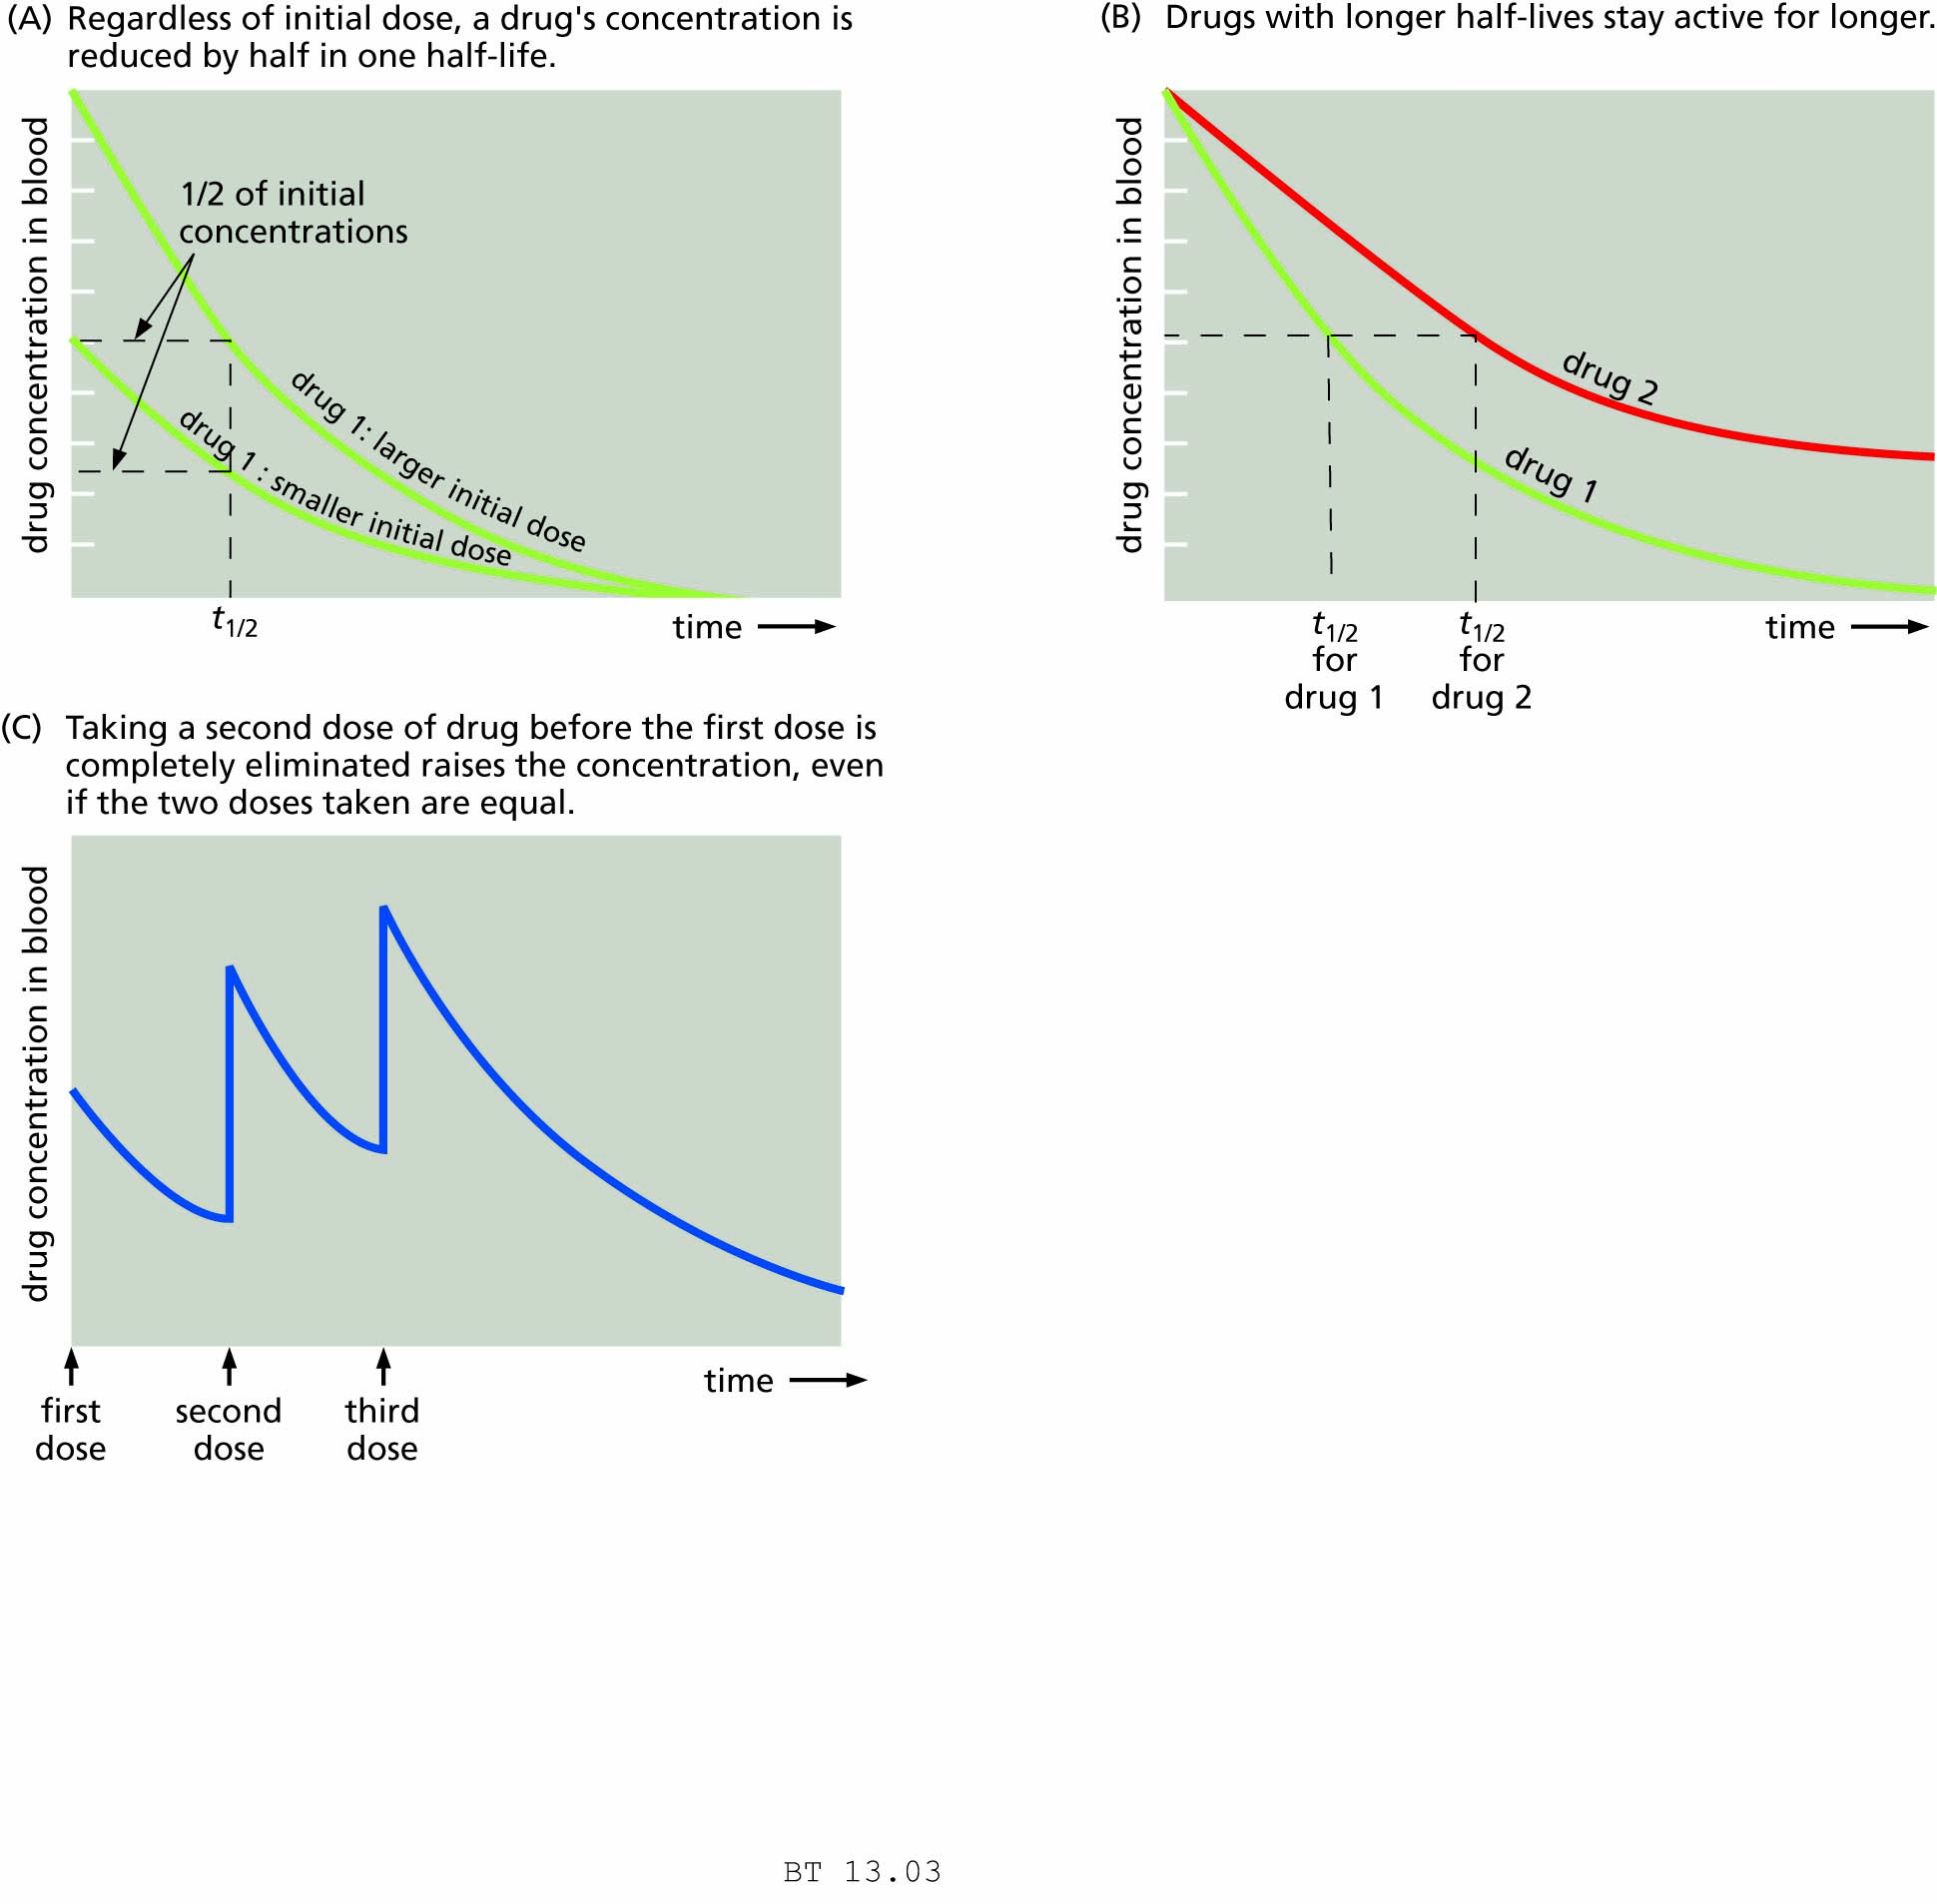 (A) Regardless of initial dose, a drug's concentration is
reduced by half in one half-life.
drug concentration in blood
1/2 of initial
concentrations
drug 1: larger initial dose
drug 1 : smaller initial dose
t1/2
time
(B) Drugs with longer half-lives stay active for longer.
drug concentration in blood
drug 2
drug 1
t1/2
for
drug 1
t1/2
for
drug 2
time
(C) Taking a second dose of drug before the first dose is
completely eliminated raises the concentration, even
if the two doses taken are equal.
drug concentration in blood
first
dose
second
dose
third
dose
time
BT 13.03